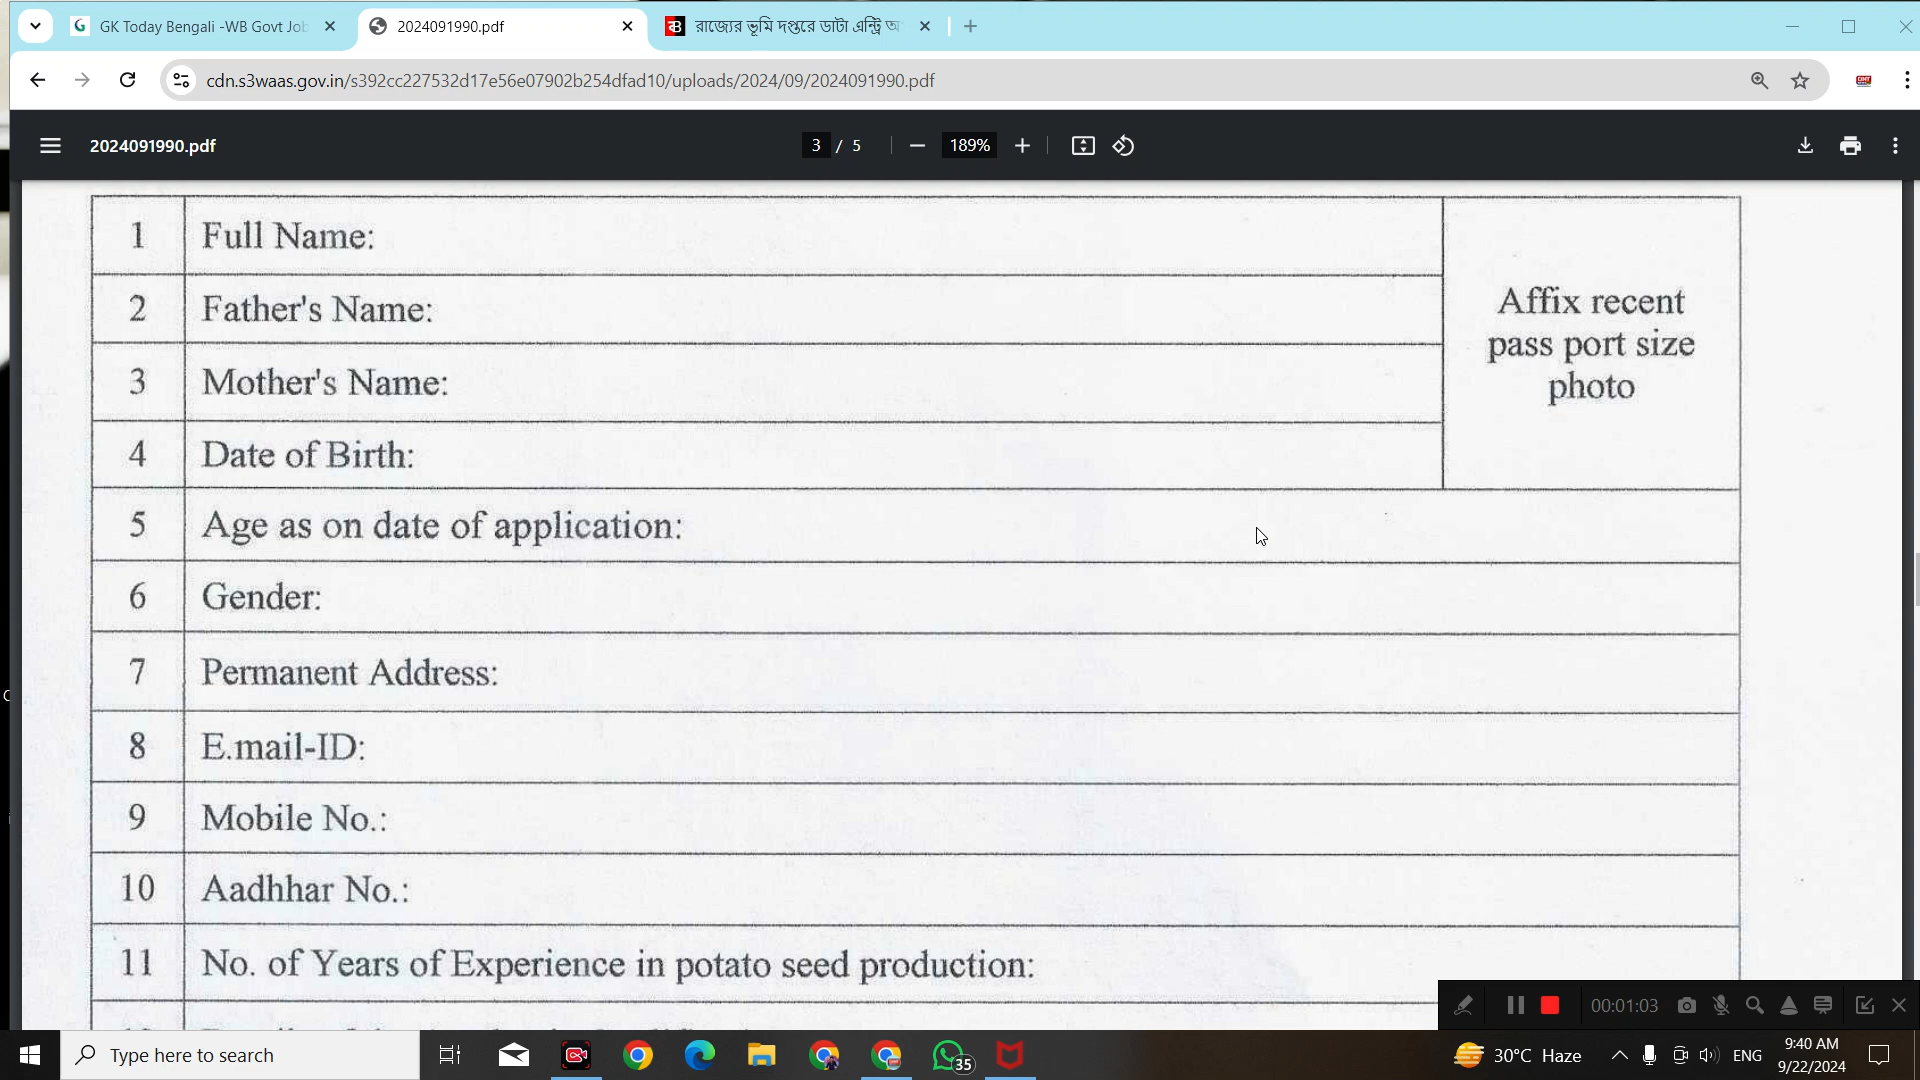 GK Today Bengali -WB Govt Job
2024091990.pdf
রাজ্যের ভূমি দপ্তরে ডাটা এন্ট্রি অ
cdn.s3waas.gov.in/s392cc227532d17e56e07902b254dfad10/uploads/2024/09/2024091990.pdf
2024091990.pdf
3 / 5
189%
1 Full Name:
2 Father's Name:
3 Mother's Name:
4 Date of Birth:
Affix recent
pass port size
photo
5 Age as on date of application:
6 Gender:
7 Permanent Address:
8 E.mail-ID:
9 Mobile No.:
10 Aadhhar No.:
11 No. of Years of Experience in potato seed production:
00:01:03
Type here to search
35
30°C Haze
ENG
9:40 AM
9/22/2024